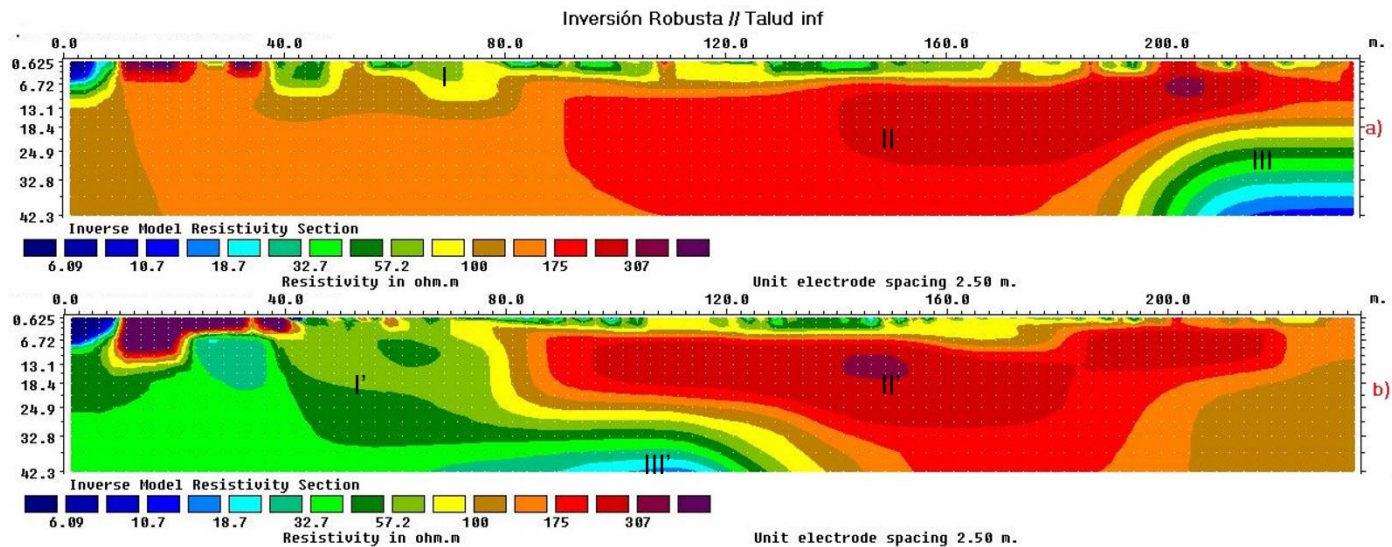 Inversión Robusta // Talud inf
0.0 40.0 80.0 120.0 160.0 200.0 m.
0.625
6.72
13.1
18.4
24.9
32.8
42.3
I
II
III
a)
Inverse Model Resistivity Section
6.09 10.7 18.7 32.7 57.2 100 175 307
Resistivity in ohm.m Unit electrode spacing 2.50 m.
0.0 40.0 80.0 120.0 160.0 200.0 m.
0.625
6.72
13.1
18.4
24.9
32.8
42.3
I'
II'
III'
b)
Inverse Model Resistivity Section
6.09 10.7 18.7 32.7 57.2 100 175 307
Resistivity in ohm.m Unit electrode spacing 2.50 m.